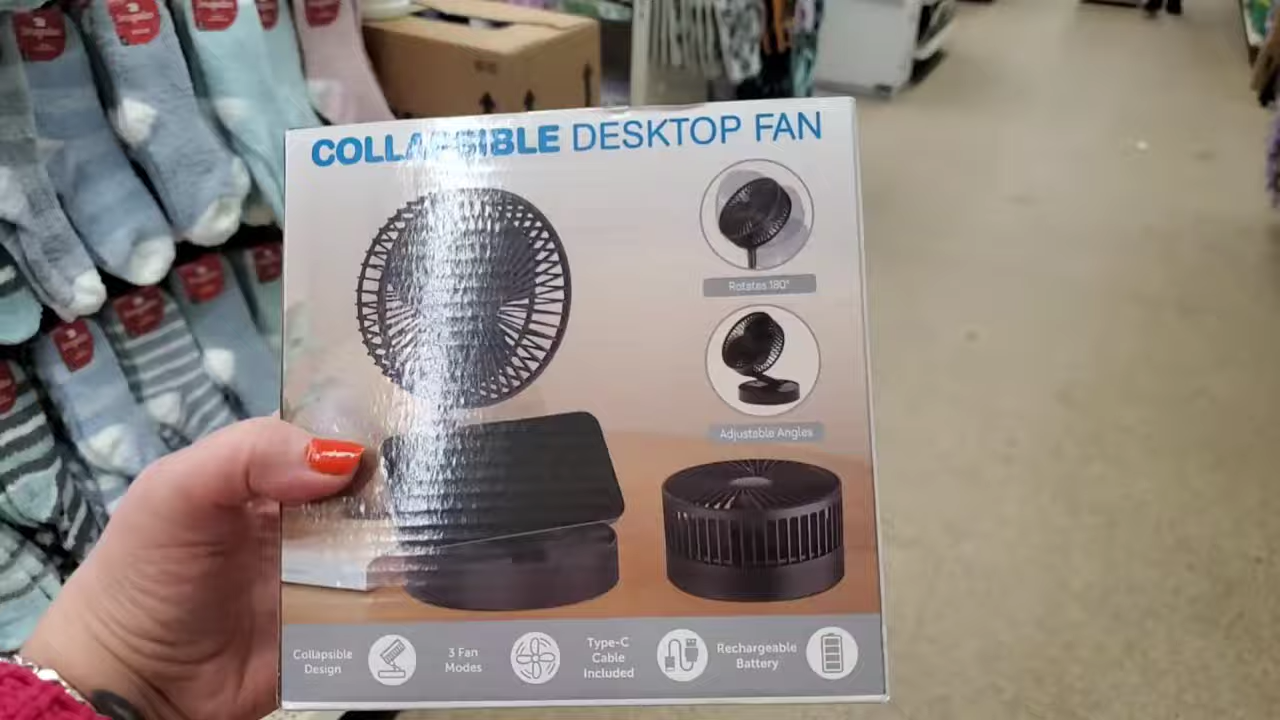 COLLAPSIBLE DESKTOP FAN
Rotates 180°
Adjustable Angles
Collapsible
Design
3 Fan
Modes
Type-C
Cable
Included
Rechargeable
Battery